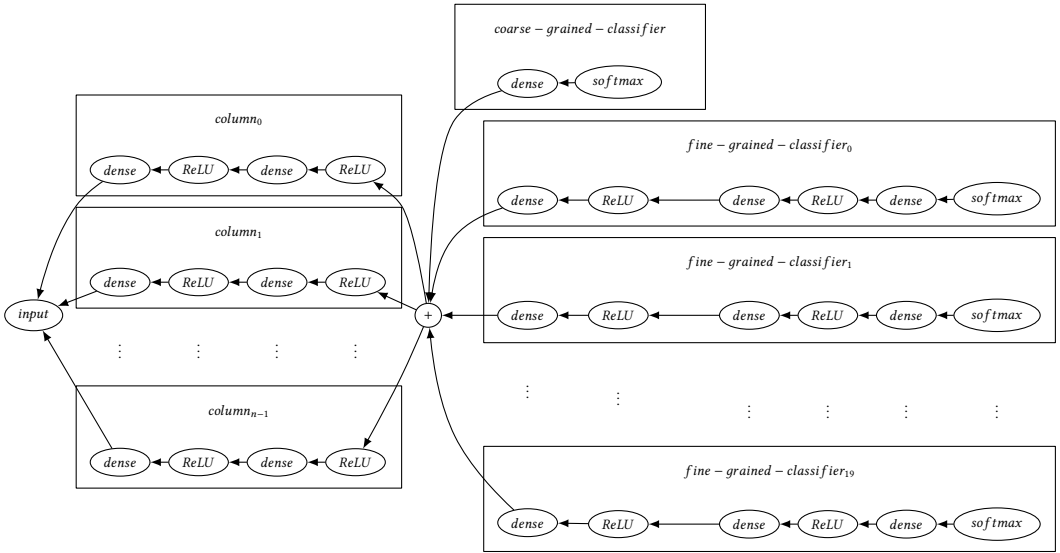 coarse − grained − classifier
dense softmax
column₀
dense ReLU dense ReLU
fine − grained − classifier₀
dense ReLU dense ReLU dense softmax
column₁
dense ReLU dense ReLU
fine − grained − classifier₁
input + dense ReLU dense ReLU dense softmax
columnₙ₋₁
dense ReLU dense ReLU
fine − grained − classifier₁₉
dense ReLU dense ReLU dense softmax